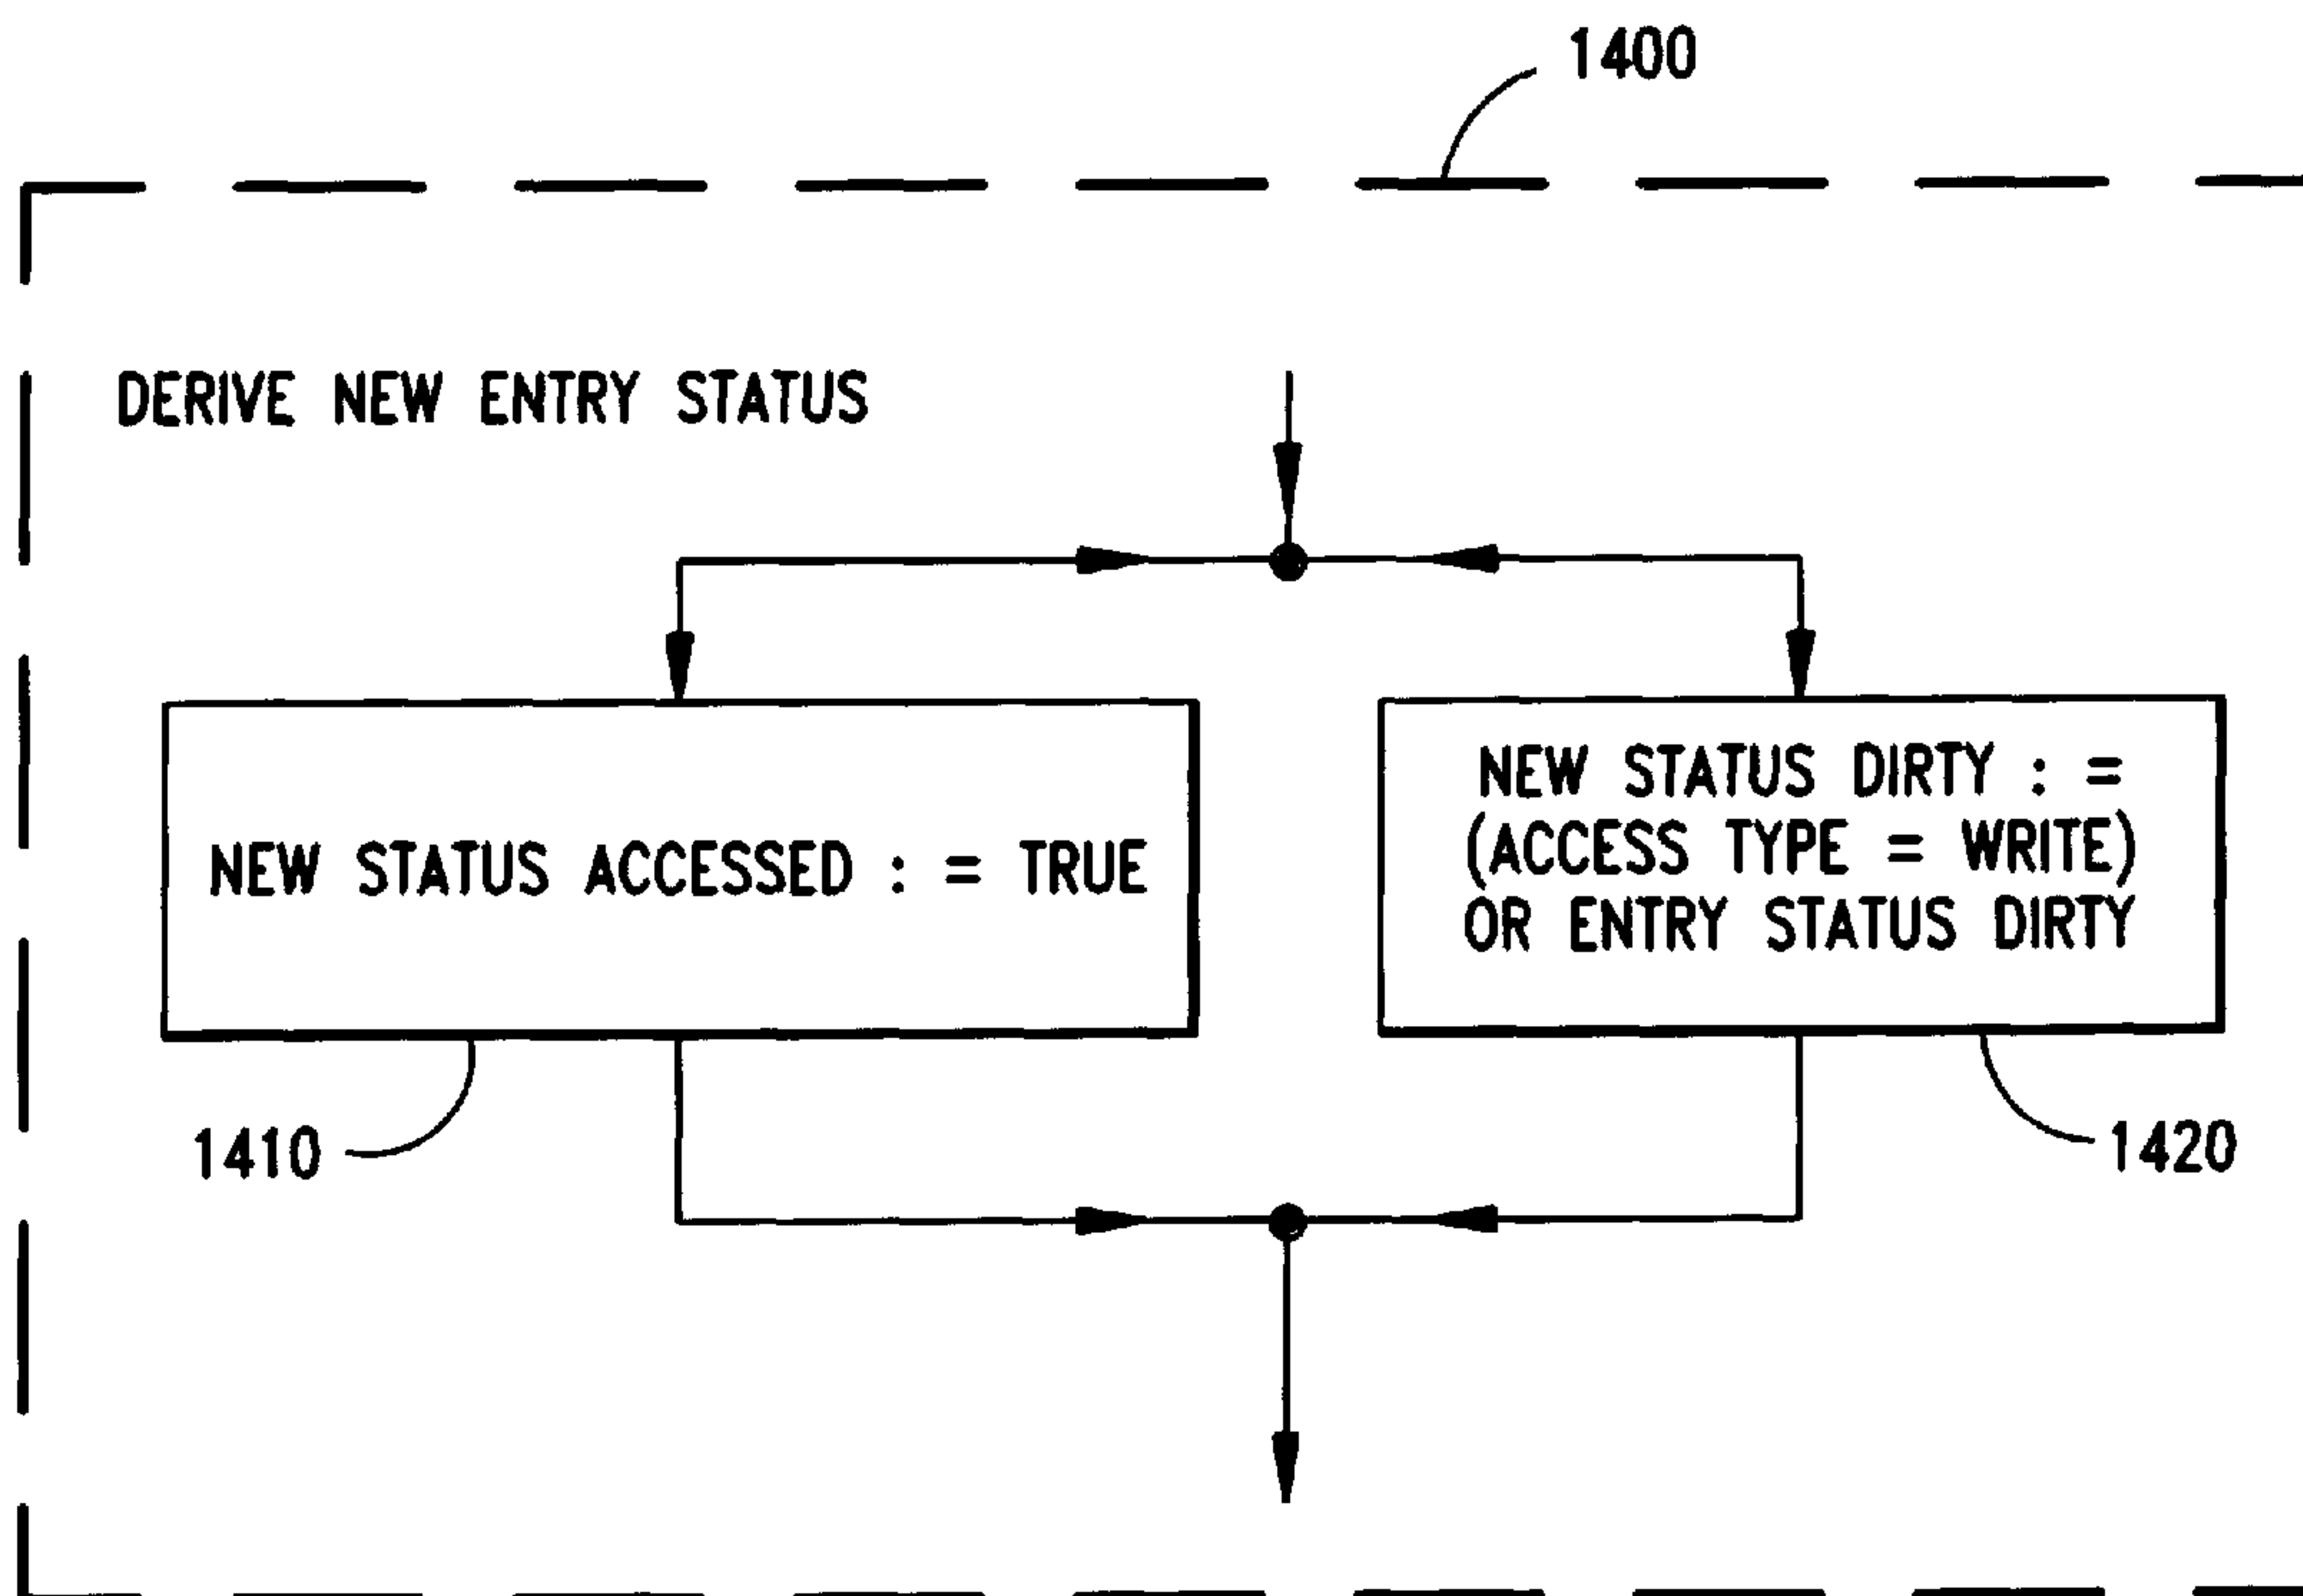 1400
DERIVE NEW ENTRY STATUS
NEW STATUS ACCESSED : = TRUE
NEW STATUS DIRTY : =
(ACCESS TYPE = WRITE)
OR ENTRY STATUS DIRTY
1410
1420